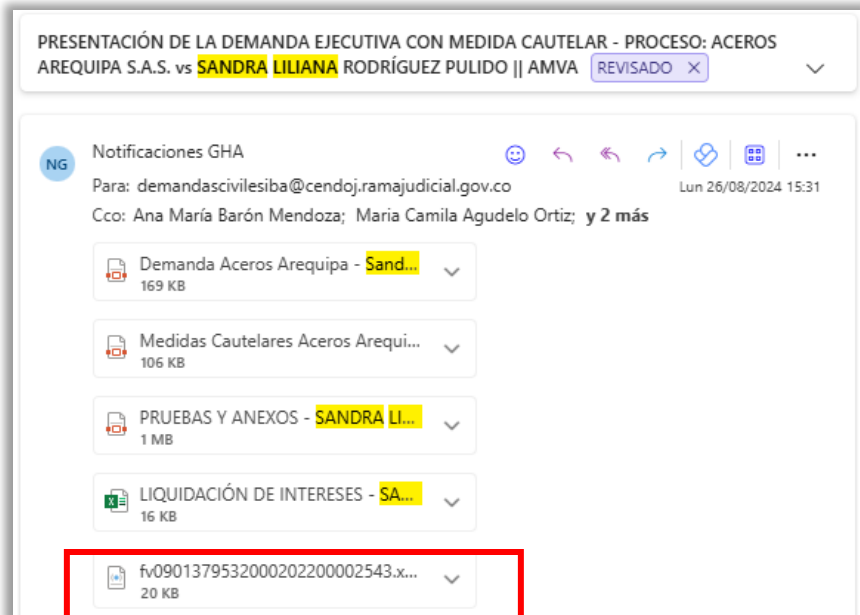 PRESENTACIÓN DE LA DEMANDA EJECUTIVA CON MEDIDA CAUTELAR - PROCESO: ACEROS
AREQUIPA S.A.S. vs SANDRA LILIANA RODRÍGUEZ PULIDO || AMVA REVISADO ×
NG Notificaciones GHA
Para: demandascivilesiba@cendoj.ramajudicial.gov.co Lun 26/08/2024 15:31
Cco: Ana María Barón Mendoza; Maria Camila Agudelo Ortiz; y 2 más
Demanda Aceros Arequipa - Sand...
169 KB
Medidas Cautelares Aceros Arequi...
106 KB
PRUEBAS Y ANEXOS - SANDRA LI...
1 MB
LIQUIDACIÓN DE INTERESES - SA...
16 KB
fv0901379532000202200002543.x...
20 KB